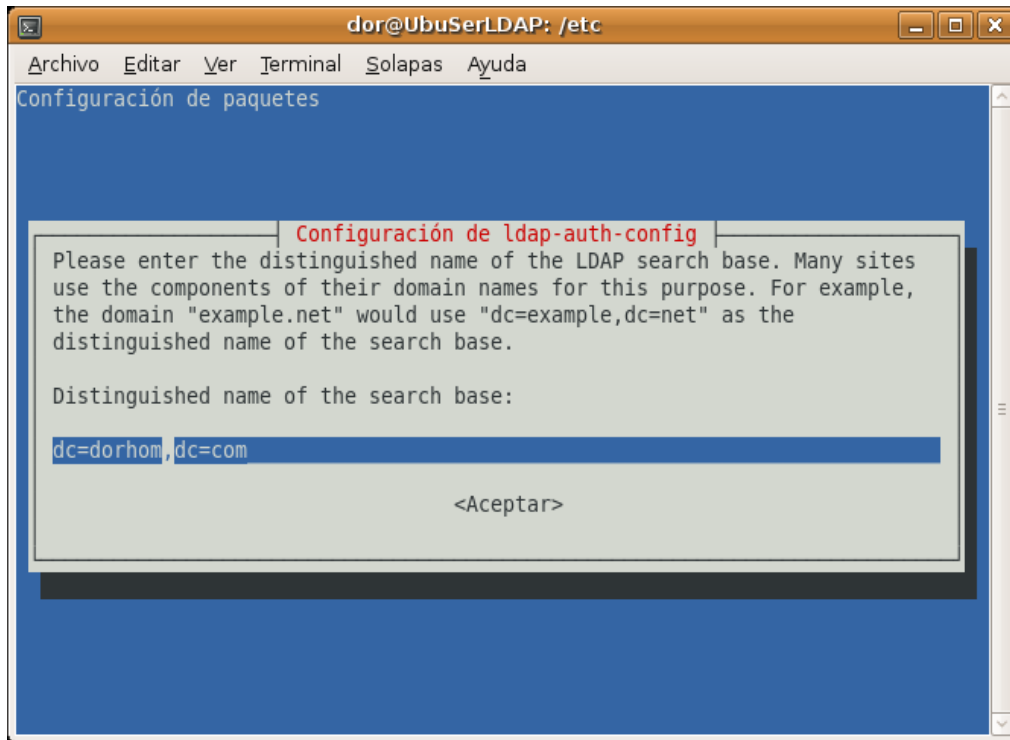 dor@UbuSerLDAP: /etc
Archivo Editar Ver Terminal Solapas Ayuda
Configuración de paquetes
Configuración de ldap-auth-config
Please enter the distinguished name of the LDAP search base. Many sites
use the components of their domain names for this purpose. For example,
the domain "example.net" would use "dc=example,dc=net" as the
distinguished name of the search base.
Distinguished name of the search base:
dc=dorhom,dc=com
<Aceptar>